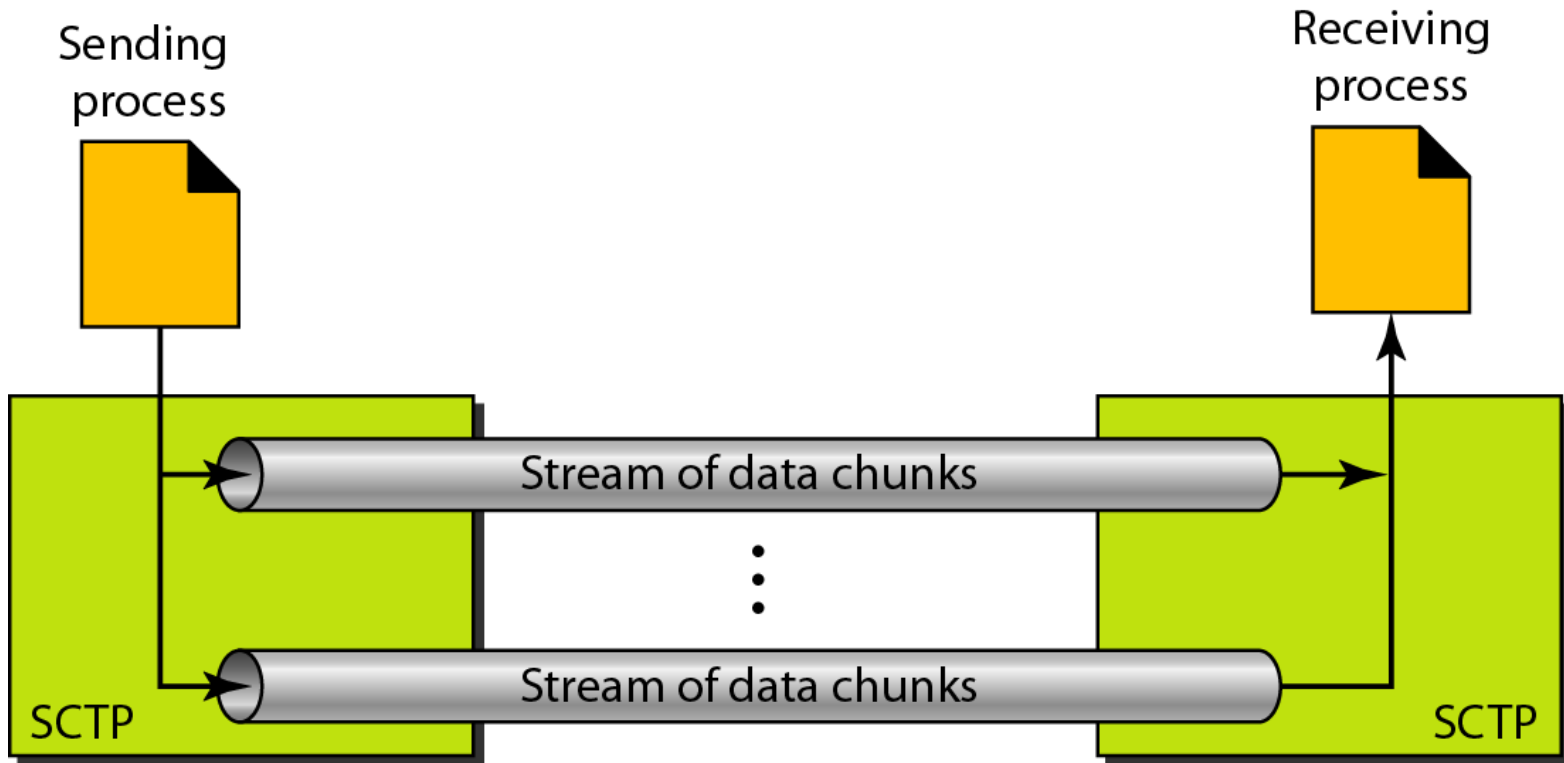 Sending
process
Receiving
process
Stream of data chunks
Stream of data chunks
SCTP
SCTP